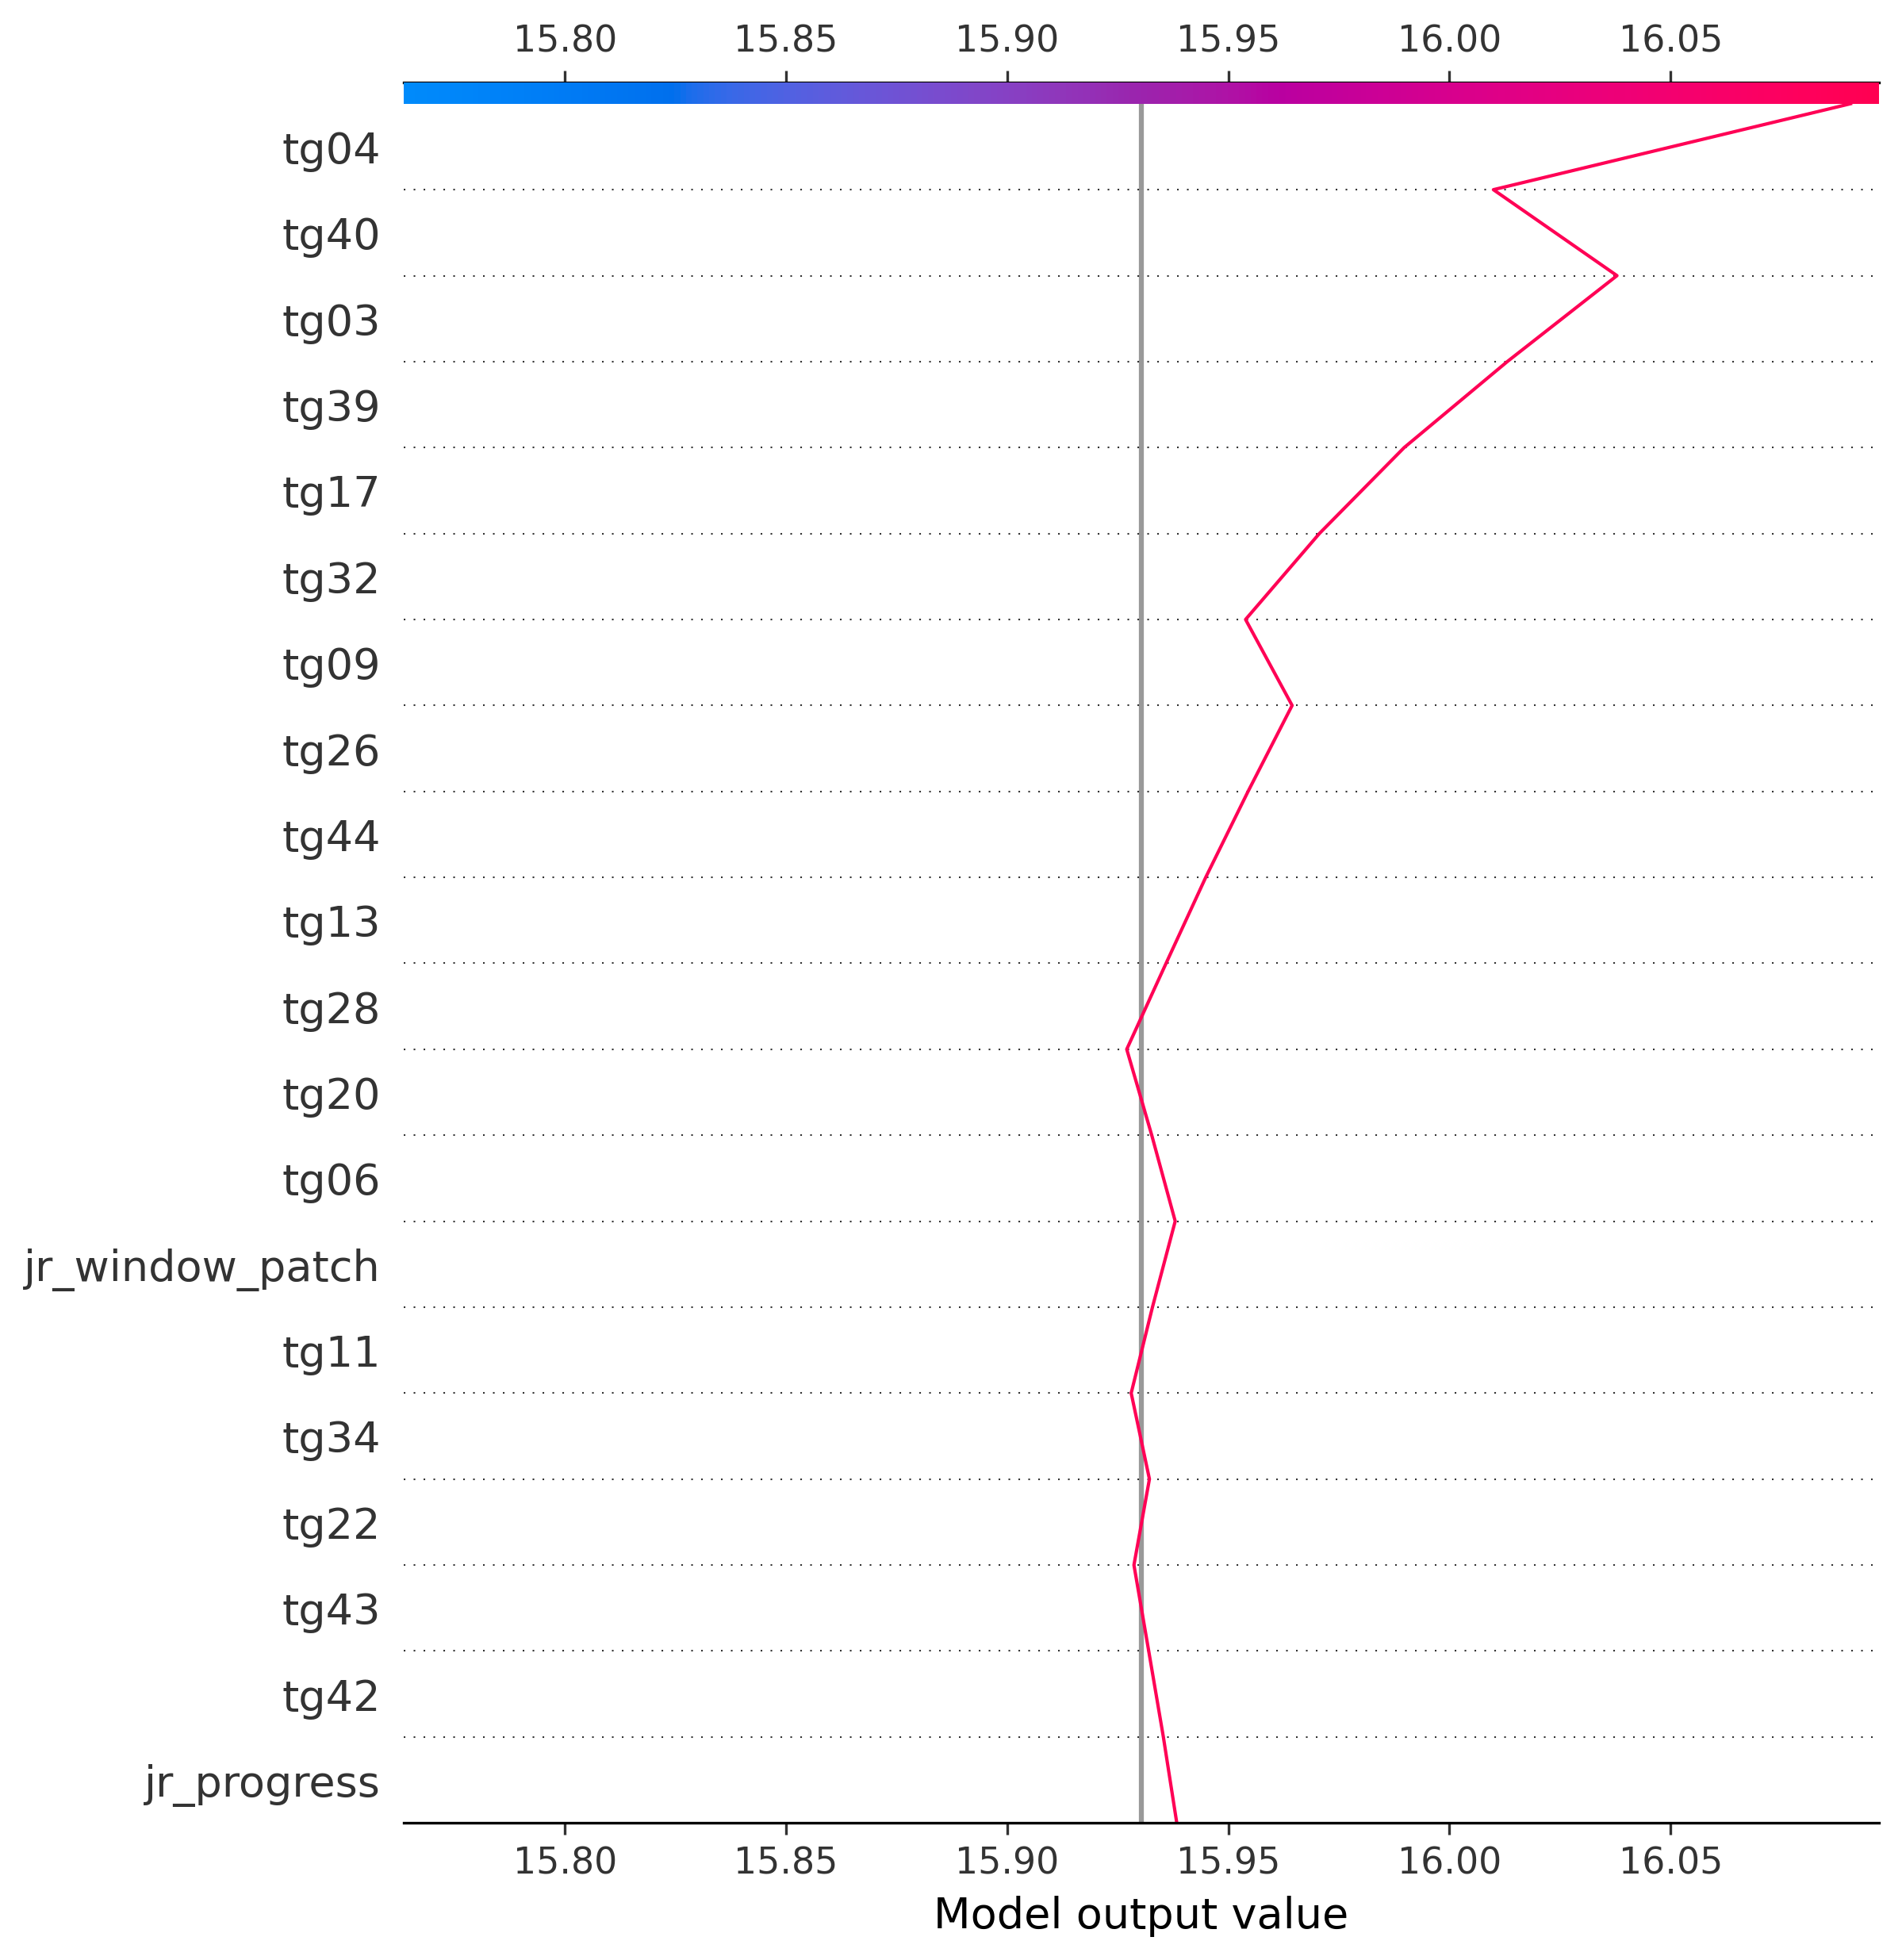 15.80 15.85 15.90 15.95 16.00 16.05
tg04
tg40
tg03
tg39
tg17
tg32
tg09
tg26
tg44
tg13
tg28
tg20
tg06
jr_window_patch
tg11
tg34
tg22
tg43
tg42
jr_progress
15.80 15.85 15.90 15.95 16.00 16.05
Model output value